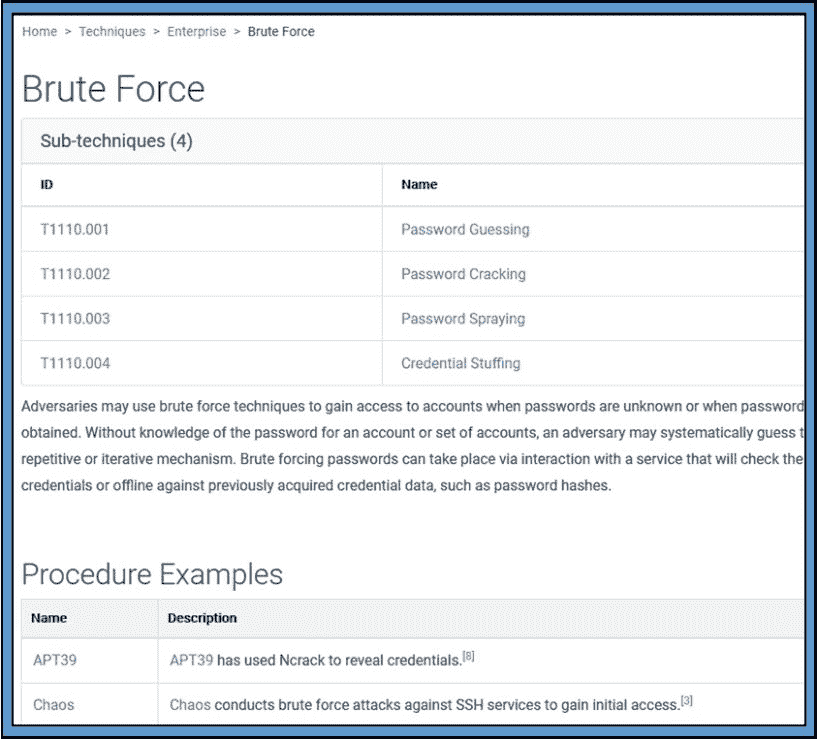 Home > Techniques > Enterprise > Brute Force
Brute Force
Sub-techniques (4)
ID Name
T1110.001 Password Guessing
T1110.002 Password Cracking
T1110.003 Password Spraying
T1110.004 Credential Stuffing
Adversaries may use brute force techniques to gain access to accounts when passwords are unknown or when password
obtained. Without knowledge of the password for an account or set of accounts, an adversary may systematically guess t
repetitive or iterative mechanism. Brute forcing passwords can take place via interaction with a service that will check the
credentials or offline against previously acquired credential data, such as password hashes.
Procedure Examples
Name Description
APT39 APT39 has used Ncrack to reveal credentials.[8]
Chaos Chaos conducts brute force attacks against SSH services to gain initial access.[3]